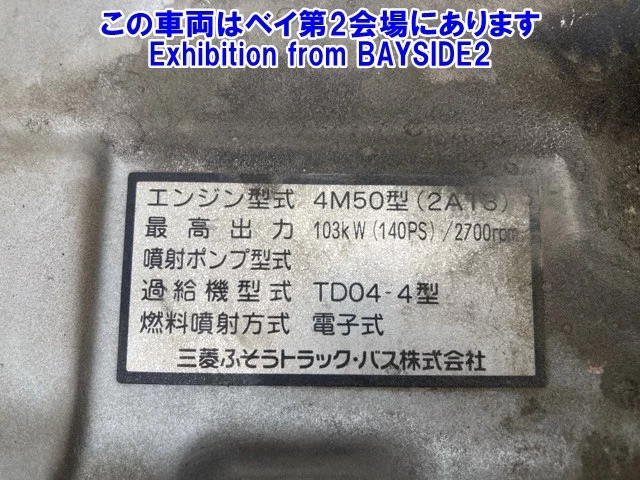 この車両はベイ第2会場にあります
Exhibition from BAYSIDE2
エンジン型式 4M50型(2AT3)
最高出力 103kW(140PS)/2700rpm
噴射ポンプ型式
過給機型式 TD04-4型
燃料噴射方式 電子式
三菱ふそうトラック・バス株式会社